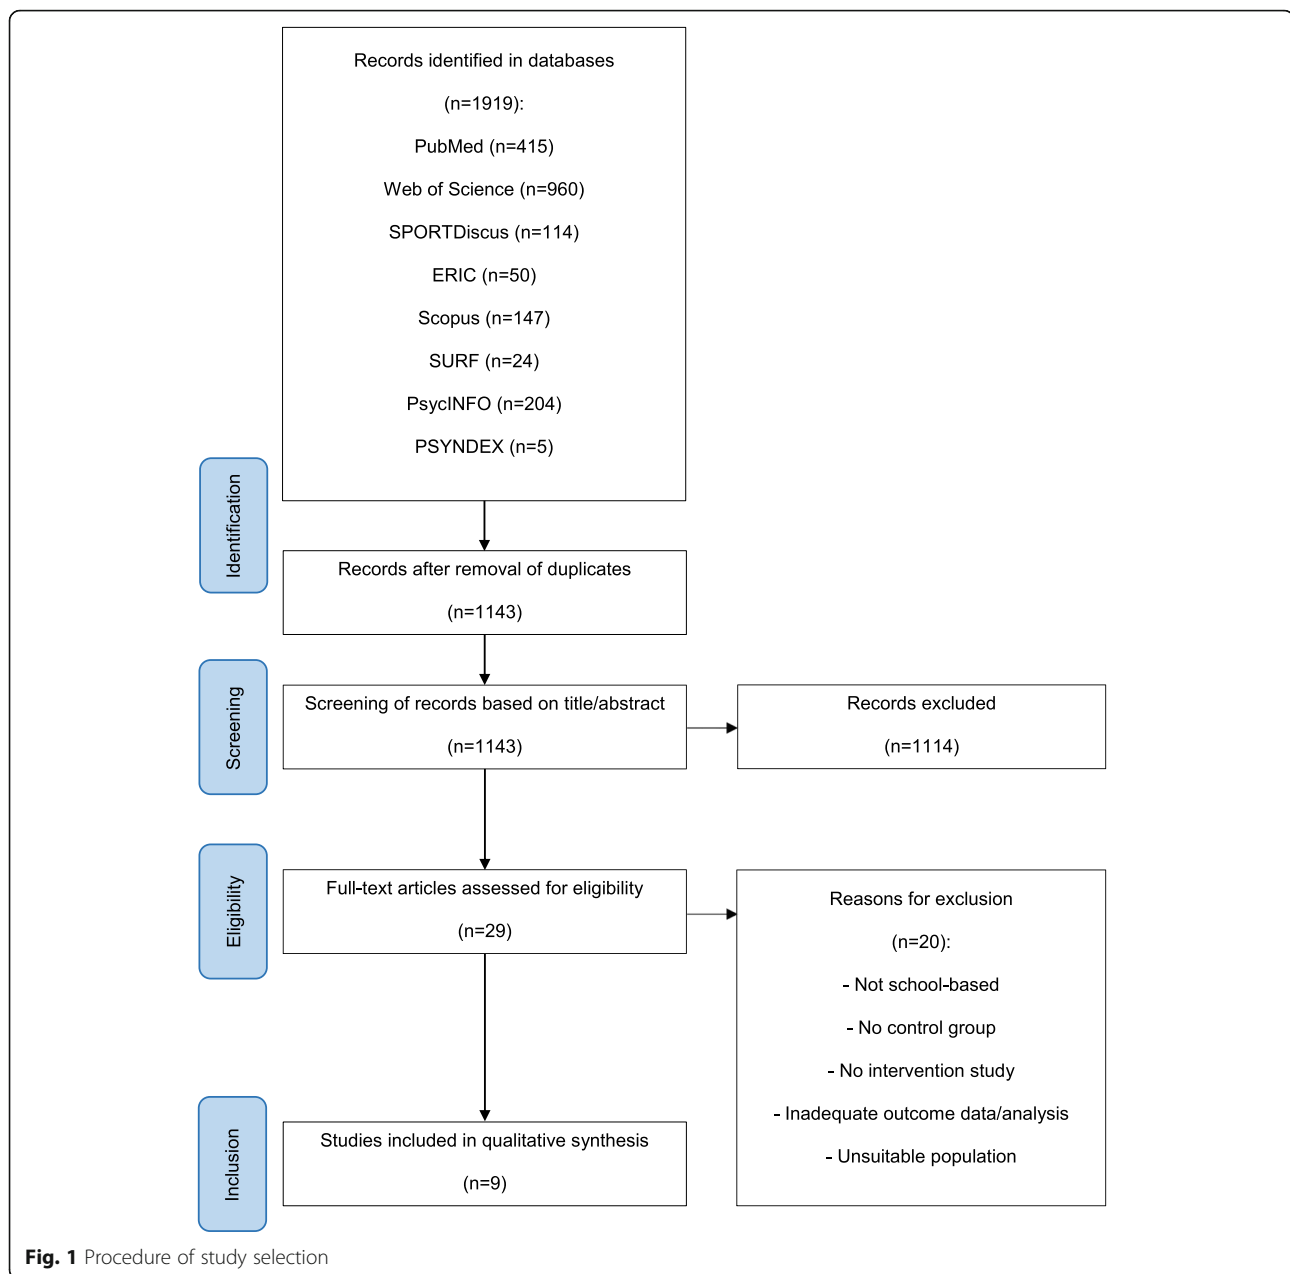 Records identified in databases
(n=1919):
PubMed (n=415)
Web of Science (n=960)
SPORTDiscus (n=114)
ERIC (n=50)
Scopus (n=147)
SURF (n=24)
PsycINFO (n=204)
PSYNDEX (n=5)
Identification
Records after removal of duplicates
(n=1143)
Screening
Screening of records based on title/abstract
(n=1143)
Records excluded
(n=1114)
Eligibility
Full-text articles assessed for eligibility
(n=29)
Reasons for exclusion
(n=20):
- Not school-based
- No control group
- No intervention study
- Inadequate outcome data/analysis
- Unsuitable population
Inclusion
Studies included in qualitative synthesis
(n=9)
Fig. 1 Procedure of study selection